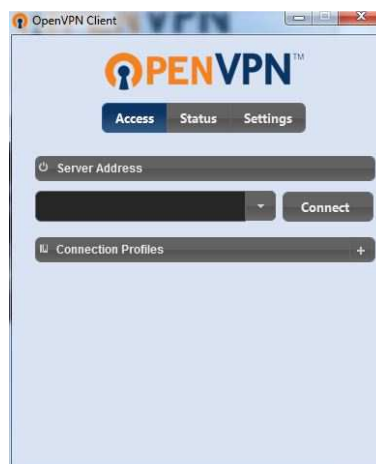 OpenVPN Client
OPENVPN™
Access Status Settings
Server Address
Connect
Connection Profiles +